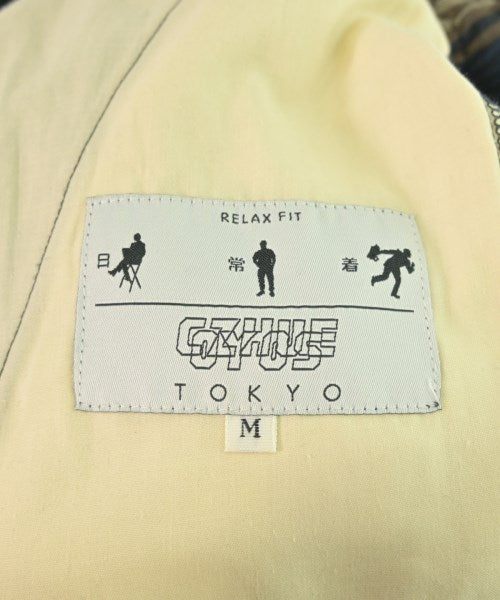 RELAX FIT
日 常 着
TOKYO
M